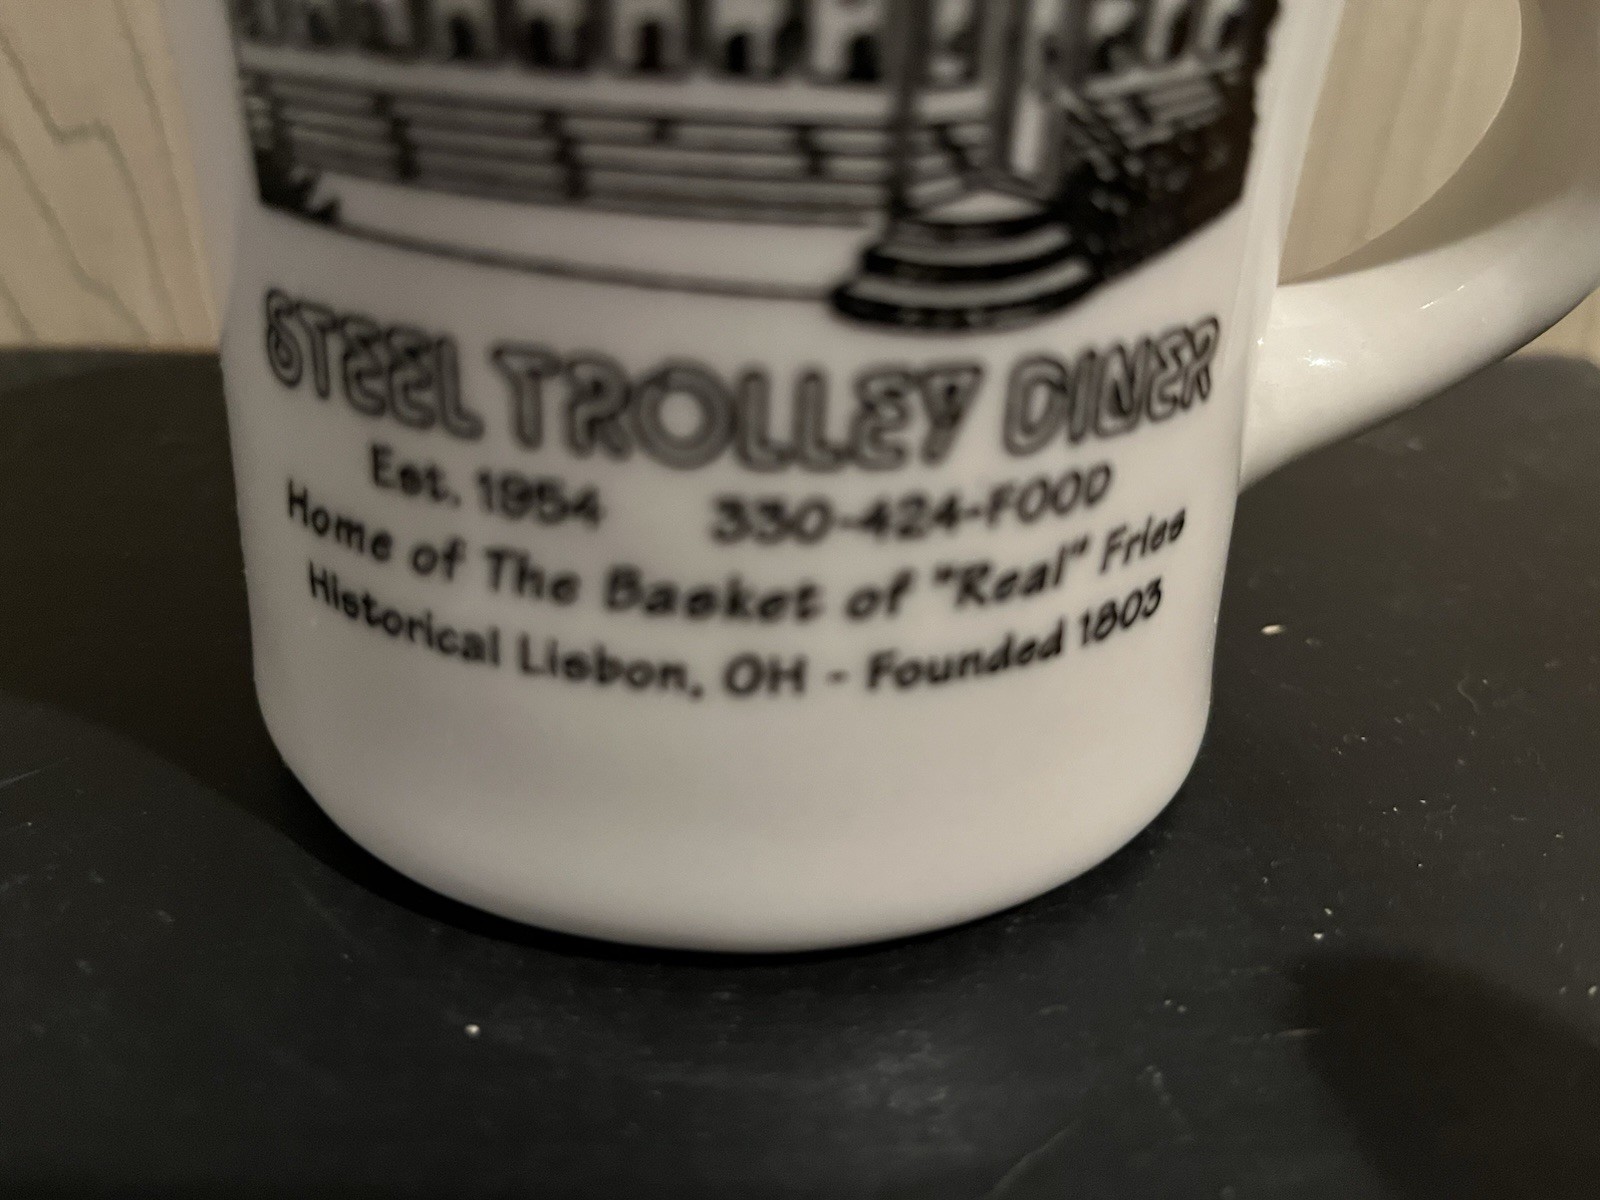 STEEL TROLLEY DINER
Est. 1954 330-424-FOOD
Home of The Basket of "Real" Fries
Historical Lisbon, OH - Founded 1803